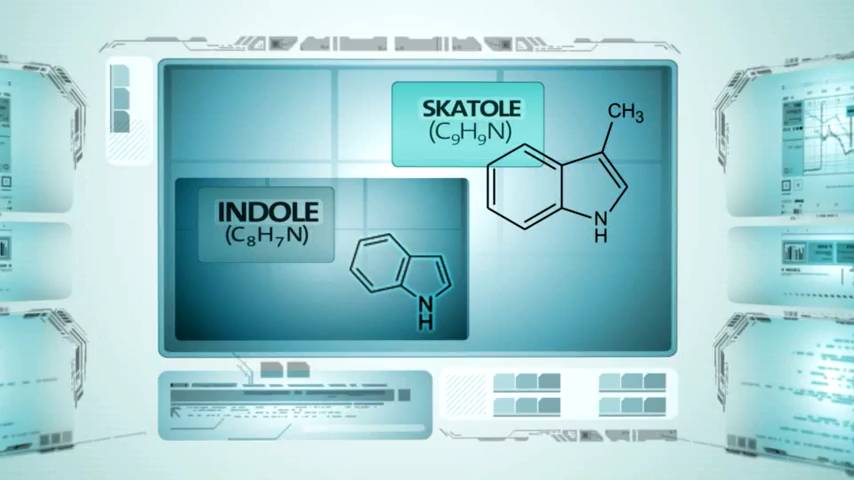 SKATOLE
(C₉H₉N)
CH₃
N
H
INDOLE
(C₈H₇N)
N
H